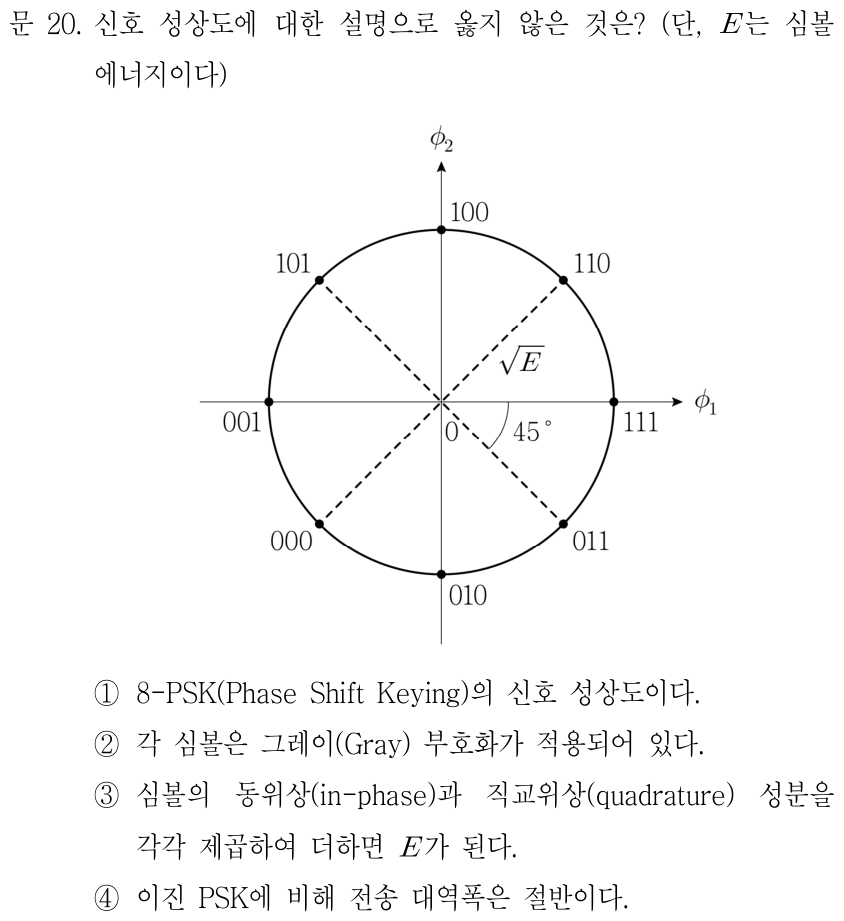 문 20. 신호 성상도에 대한 설명으로 옳지 않은 것은? (단, E는 심볼
에너지이다)
ϕ₂
100
101
110
√E
ϕ₁
001
0
45°
111
000
011
010
① 8-PSK(Phase Shift Keying)의 신호 성상도이다.
② 각 심볼은 그레이(Gray) 부호화가 적용되어 있다.
③ 심볼의 동위상(in-phase)과 직교위상(quadrature) 성분을
각각 제곱하여 더하면 E가 된다.
④ 이진 PSK에 비해 전송 대역폭은 절반이다.